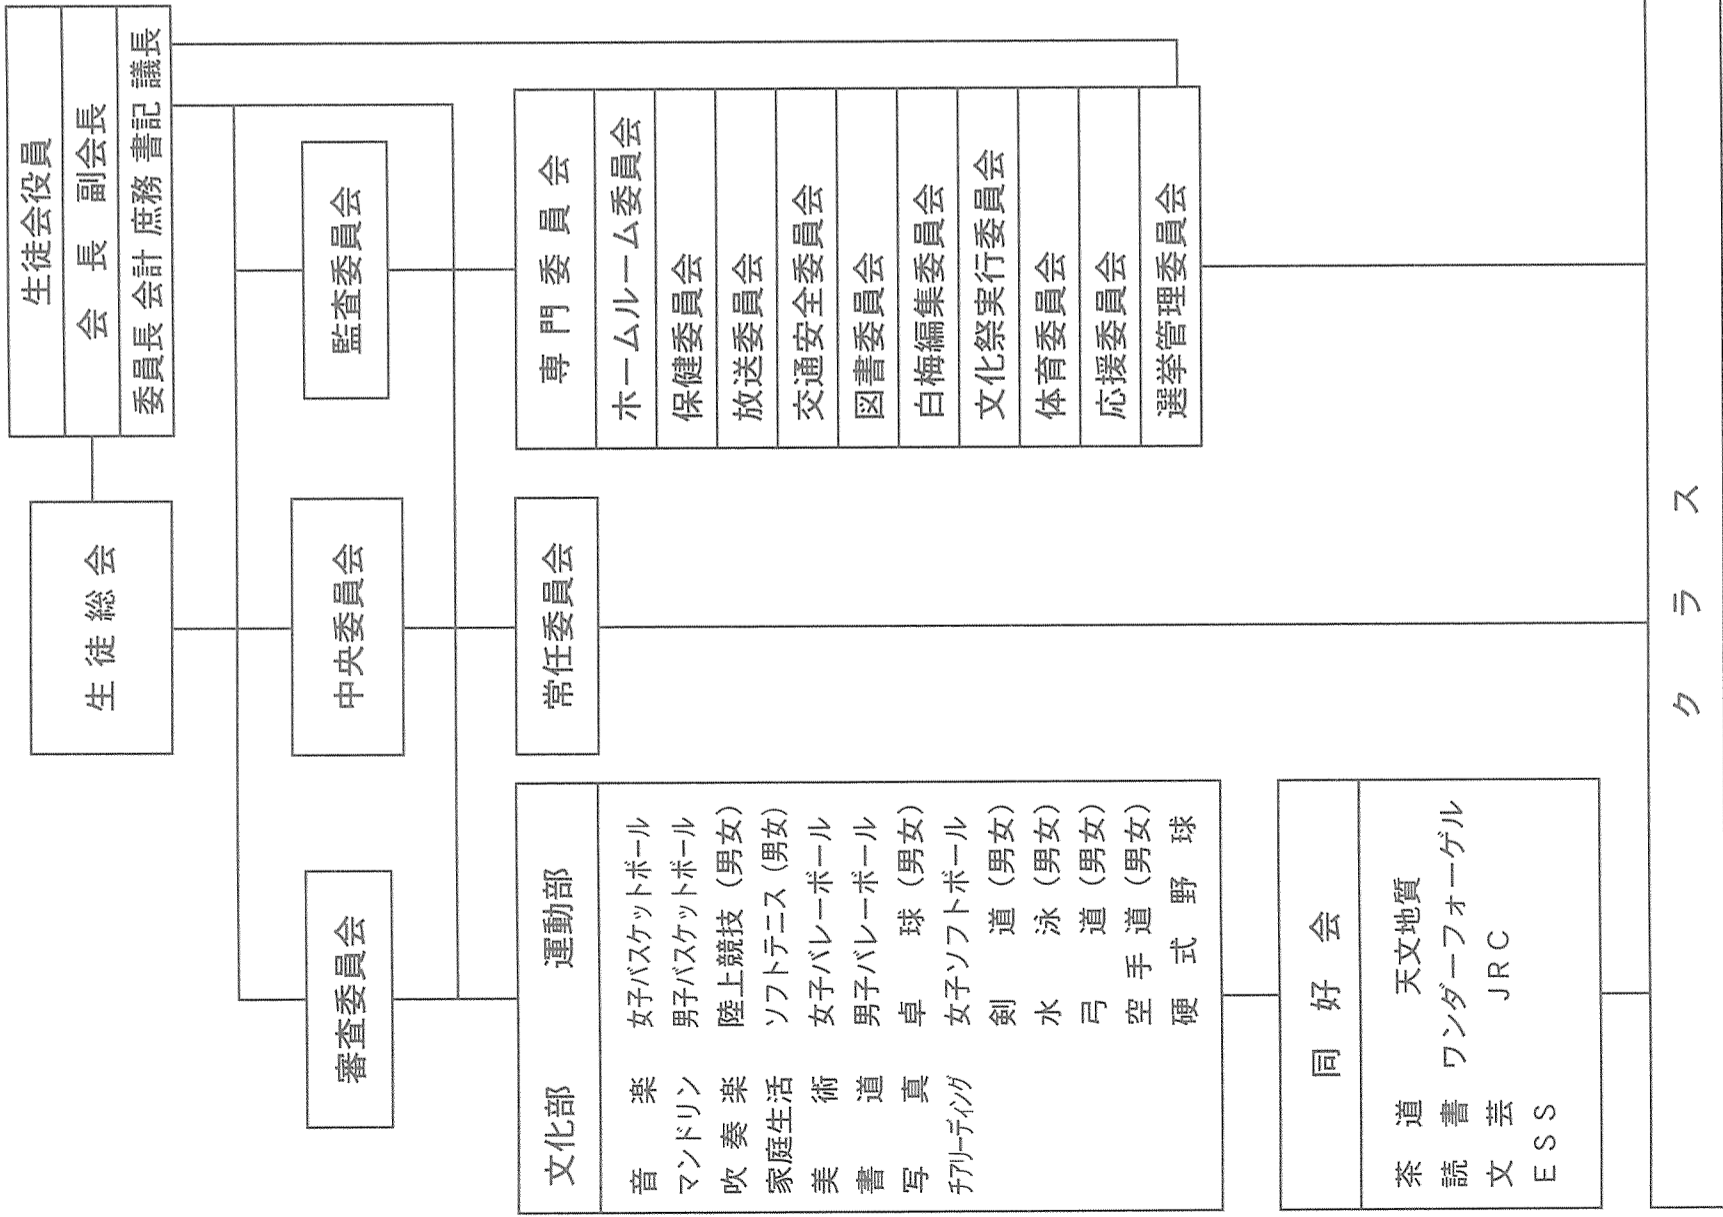 生徒総会
生徒会役員
会長 副会長
委員長 会計 庶務 書記 議長
審査委員会
中央委員会
監査委員会
文化部 運動部
音楽 女子バスケットボール
マンドリン 男子バスケットボール
吹奏楽 陸上競技（男女）
家庭生活 ソフトテニス（男女）
美術 女子バレーボール
書道 男子バレーボール
写真 卓球（男女）
チアリーディング 女子ソフトボール
剣道（男女）
水泳（男女）
弓道（男女）
空手道（男女）
硬式野球
常任委員会
専門委員会
ホームルーム委員会
保健委員会
放送委員会
交通安全委員会
図書委員会
白梅編集委員会
文化祭実行委員会
体育委員会
応援委員会
選挙管理委員会
同好会
茶道 天文地質
読書 ワンダーフォーゲル
文芸 JRC
ESS
クラス